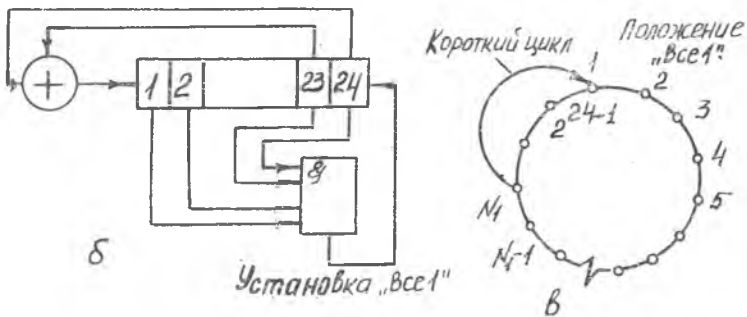 1 2 23 24
&
б
Установка „Все1"
Короткий цикл
Положение
„Все1".
1
2
3
4
5
2^24-1
N1
N1-1
в